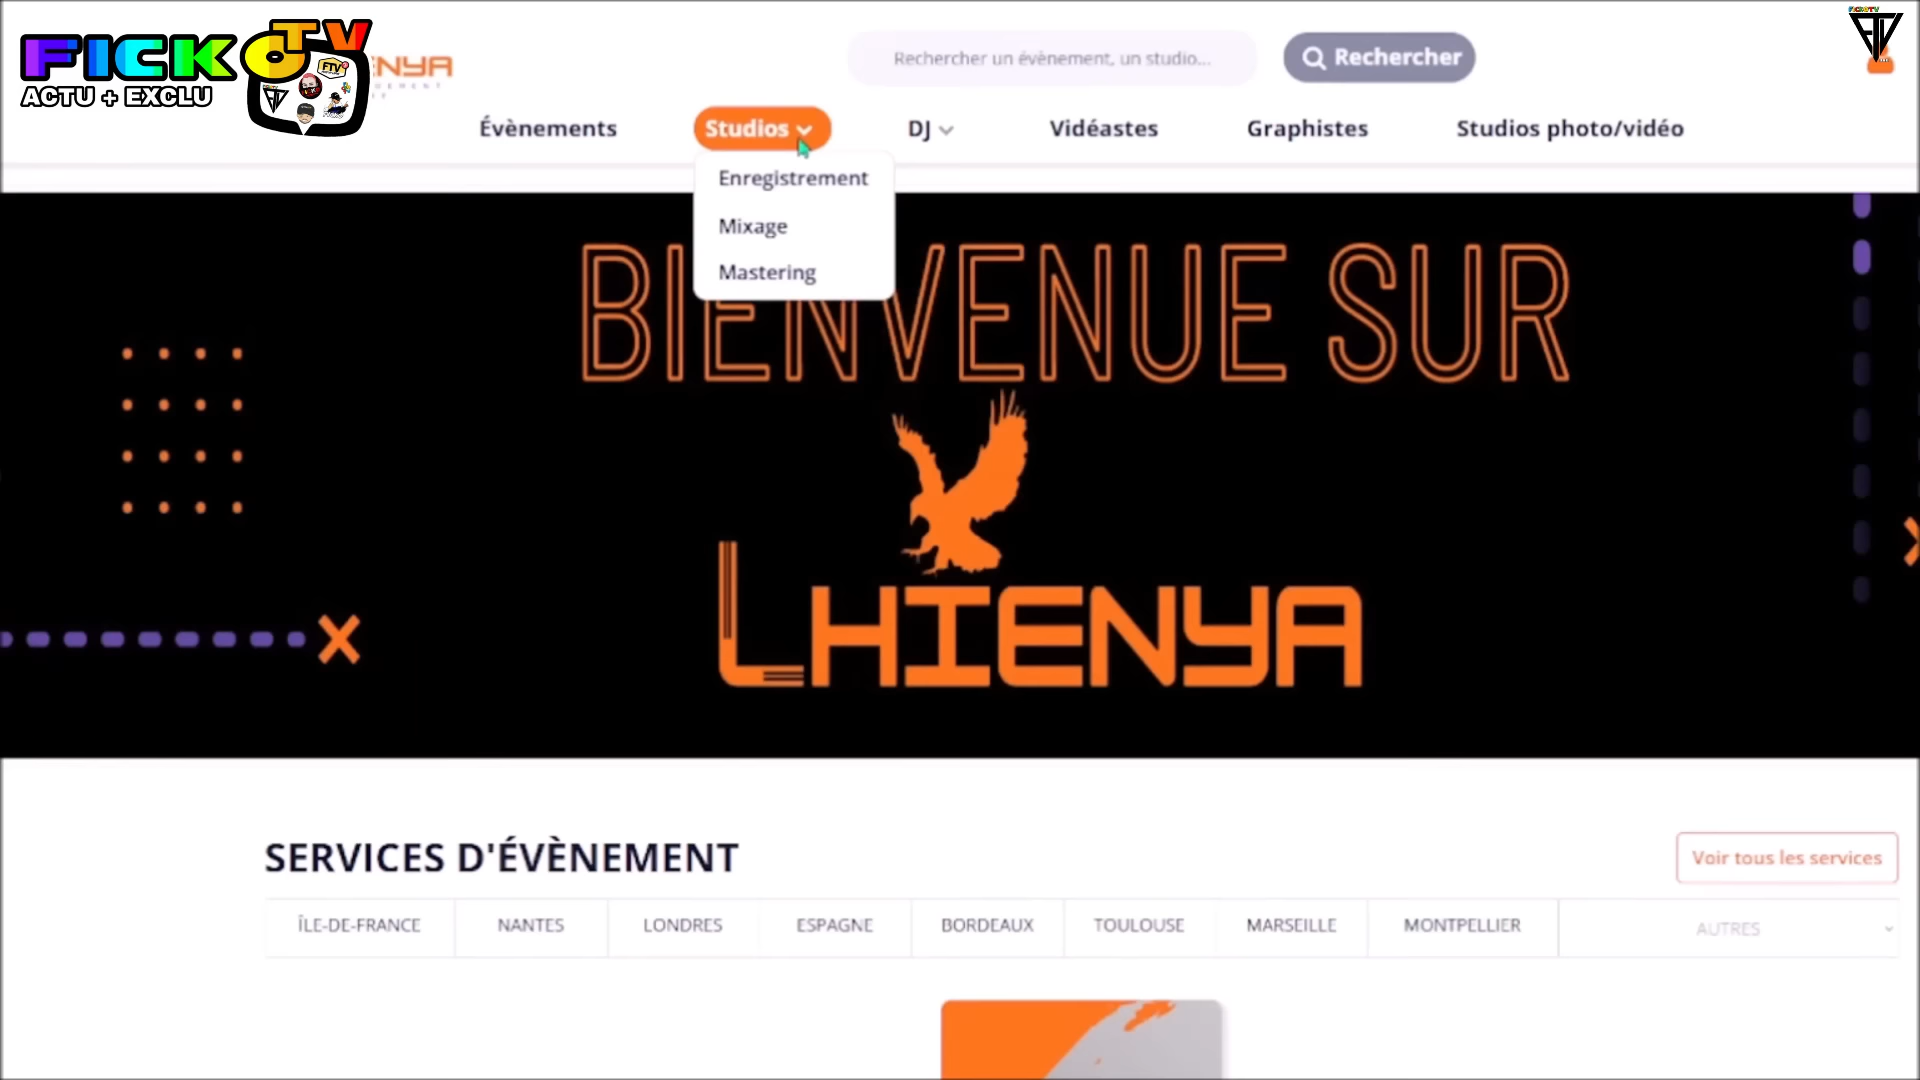 FICKOTV
ACTU + EXCLU
FTV
NYA
Rechercher un évènement, un studio...
Rechercher
FICKOTV
Évènements
Studios
DJ
Vidéastes
Graphistes
Studios photo/vidéo
Enregistrement
Mixage
Mastering
BIENVENUE SUR
LHIENYA
SERVICES D'ÉVÈNEMENT
Voir tous les services
ÎLE-DE-FRANCE
NANTES
LONDRES
ESPAGNE
BORDEAUX
TOULOUSE
MARSEILLE
MONTPELLIER
AUTRES